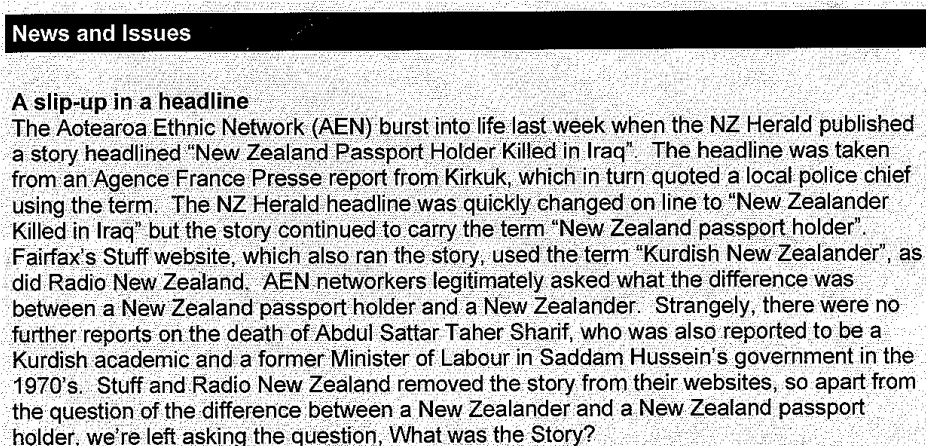 News and Issues
A slip-up in a headline
The Aotearoa Ethnic Network (AEN) burst into life last week when the NZ Herald published
a story headlined “New Zealand Passport Holder Killed in Iraq”. The headline was taken
from an Agence France Presse report from Kirkuk, which in turn quoted a local police chief
using the term. The NZ Herald headline was quickly changed on line to “New Zealander
Killed in Iraq” but the story continued to carry the term “New Zealand passport holder”.
Fairfax's Stuff website, which also ran the story, used the term “Kurdish New Zealander”, as
did Radio New Zealand. AEN networkers legitimately asked what the difference was
between a New Zealand passport holder and a New Zealander. Strangely, there were no
further reports on the death of Abdul Sattar Taher Sharif, who was also reported to be a
Kurdish academic and a former Minister of Labour in Saddam Hussein's government in the
1970's. Stuff and Radio New Zealand removed the story from their websites, so apart from
the question of the difference between a New Zealander and a New Zealand passport
holder, we're left asking the question, What was the Story?